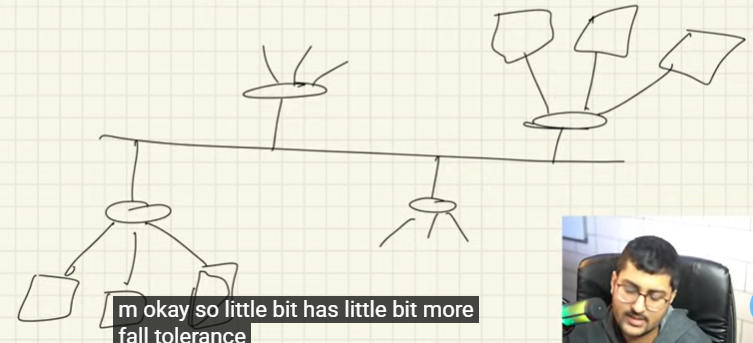 m okay so little bit has little bit more
fall tolerance